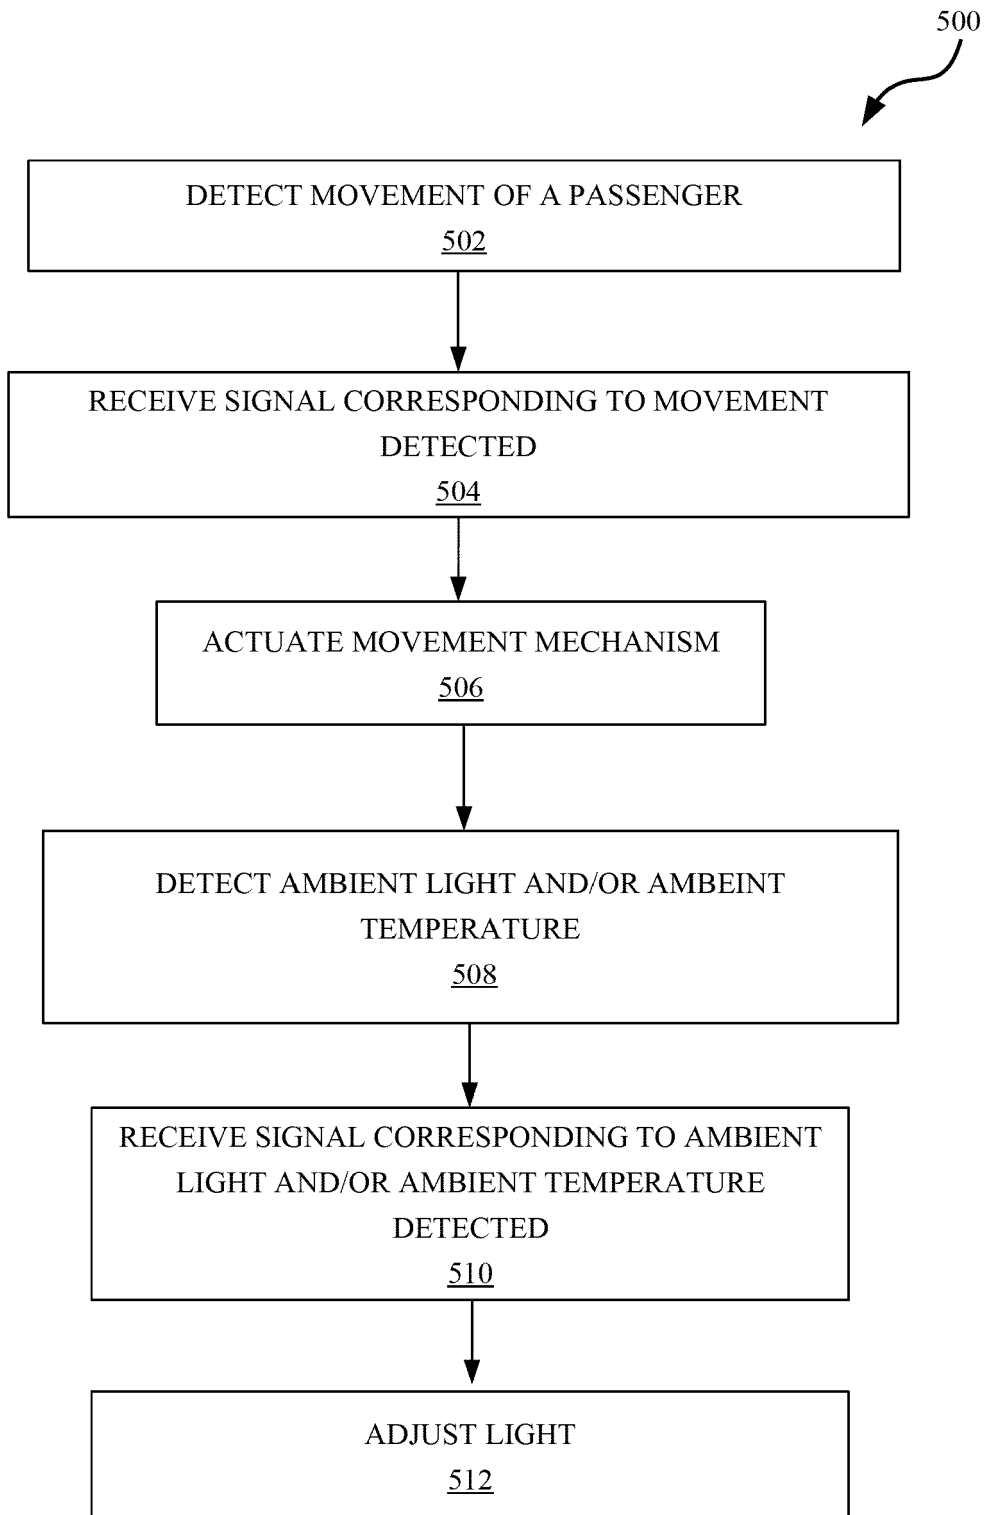 500
DETECT MOVEMENT OF A PASSENGER
502
RECEIVE SIGNAL CORRESPONDING TO MOVEMENT
DETECTED
504
ACTUATE MOVEMENT MECHANISM
506
DETECT AMBIENT LIGHT AND/OR AMBEINT
TEMPERATURE
508
RECEIVE SIGNAL CORRESPONDING TO AMBIENT
LIGHT AND/OR AMBIENT TEMPERATURE
DETECTED
510
ADJUST LIGHT
512